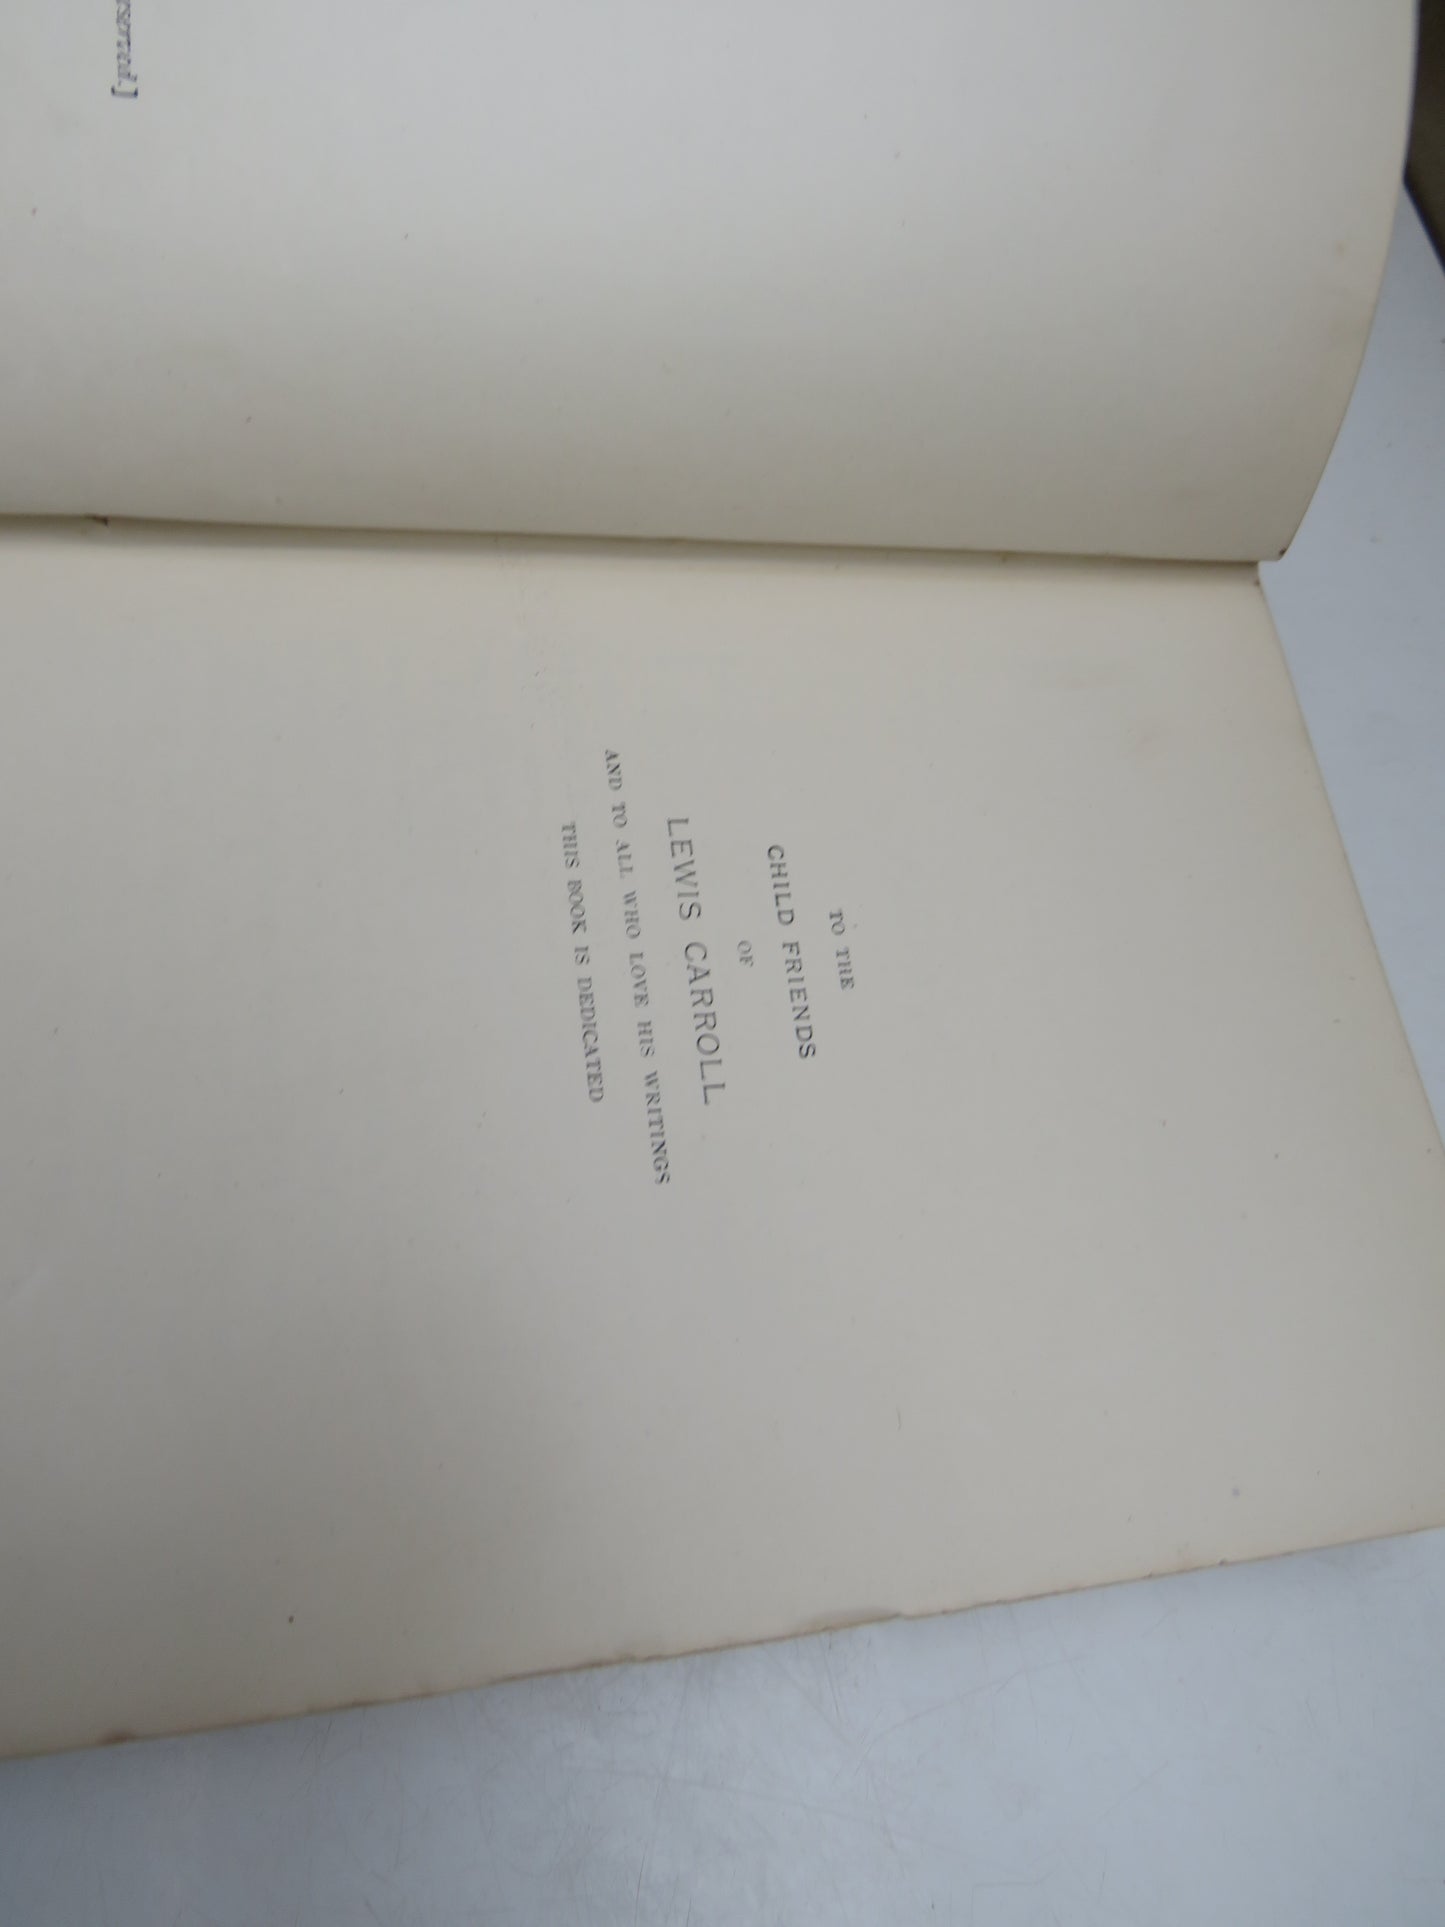 TO THE
CHILD FRIENDS
OF
LEWIS CARROLL
AND TO ALL WHO LOVE HIS WRITINGS
THIS BOOK IS DEDICATED